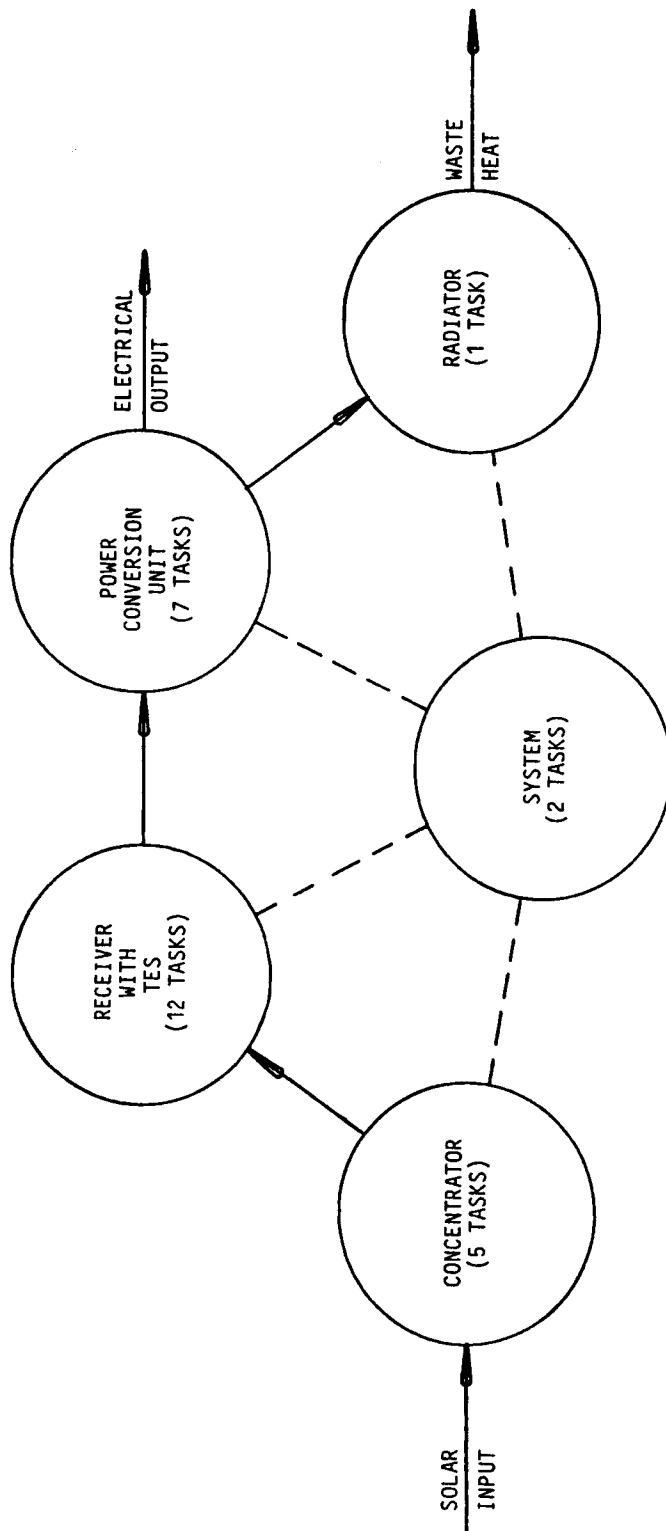 SOLAR
INPUT
CONCENTRATOR
(5 TASKS)
RECEIVER
WITH
TES
(12 TASKS)
POWER
CONVERSION
UNIT
(7 TASKS)
ELECTRICAL
OUTPUT
SYSTEM
(2 TASKS)
RADIATOR
(1 TASK)
WASTE
HEAT